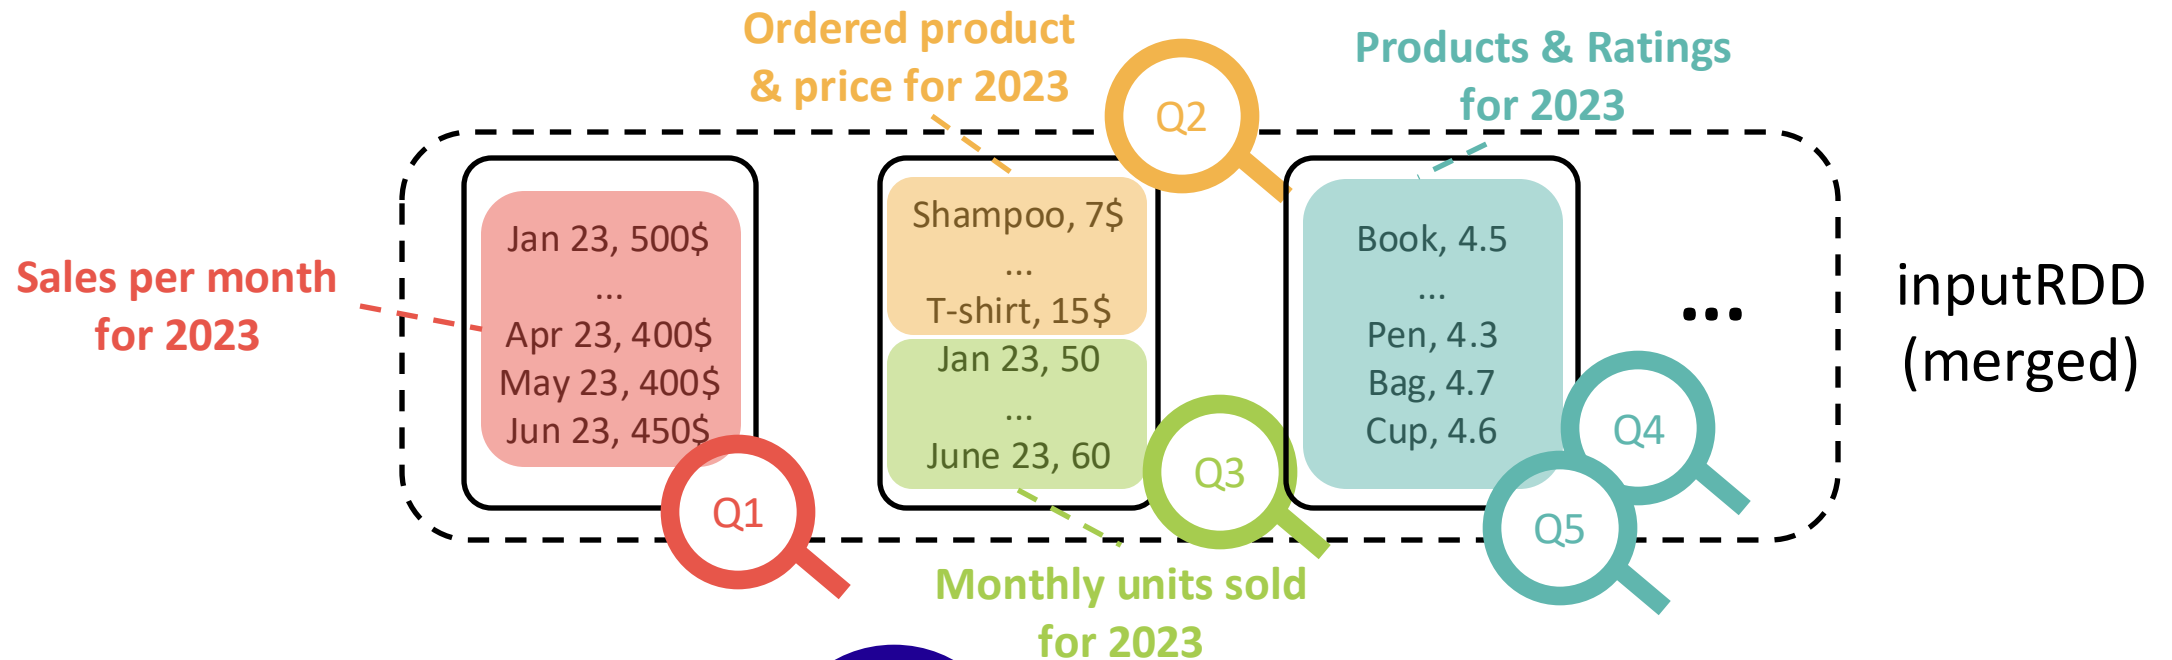 Ordered product
& price for 2023
Products & Ratings
for 2023
Q2
Sales per month
for 2023
Jan 23, 500$
...
Apr 23, 400$
May 23, 400$
Jun 23, 450$
Q1
Shampoo, 7$
...
T-shirt, 15$
Jan 23, 50
...
June 23, 60
Q3
Book, 4.5
...
Pen, 4.3
Bag, 4.7
Cup, 4.6
Q4
Q5
...
inputRDD
(merged)
Monthly units sold
for 2023